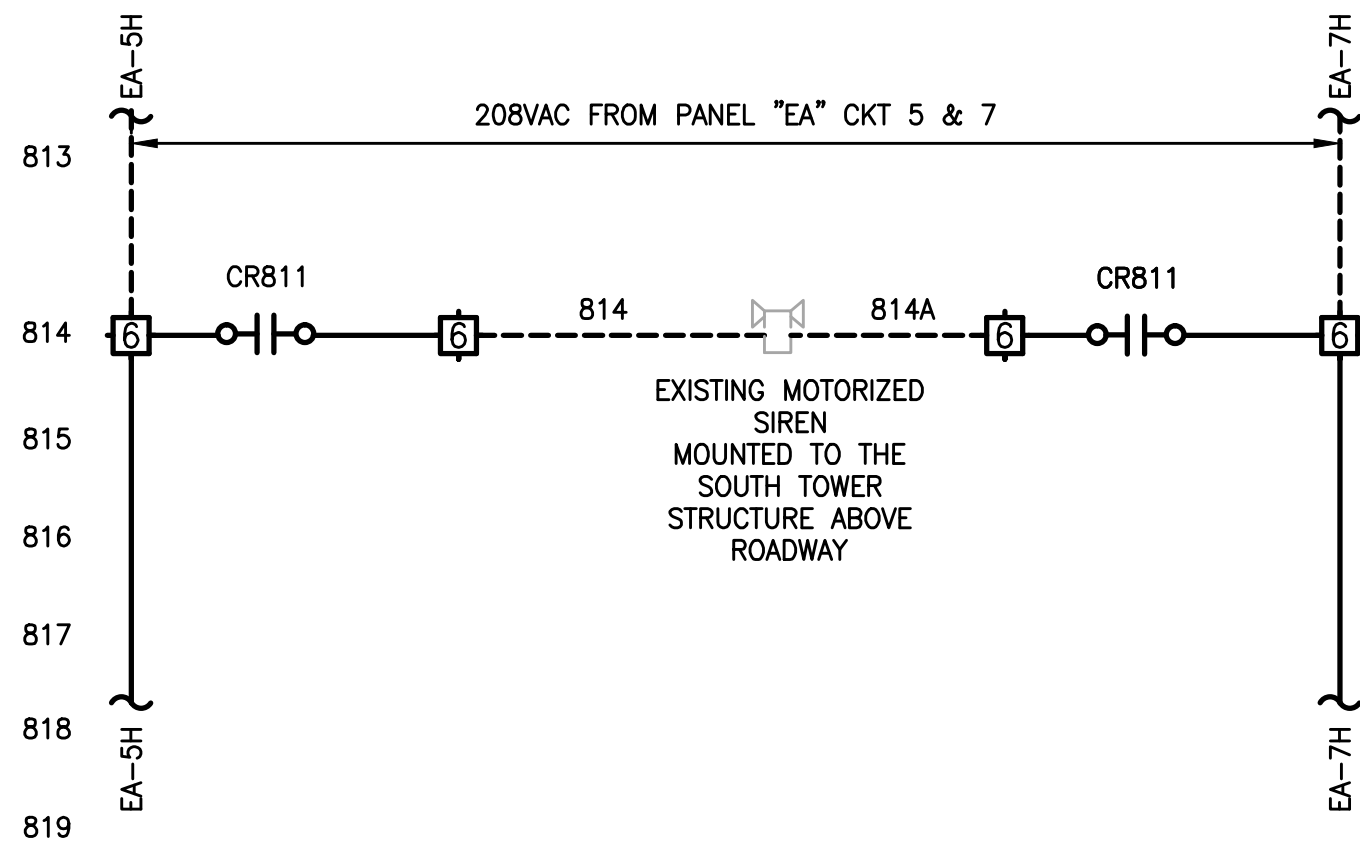 EA-5H
EA-7H
208VAC FROM PANEL "EA" CKT 5 & 7
813
CR811
CR811
814
6
6
814
814A
6
6
EXISTING MOTORIZED
SIREN
MOUNTED TO THE
SOUTH TOWER
STRUCTURE ABOVE
ROADWAY
815
816
817
818
EA-5H
EA-7H
819